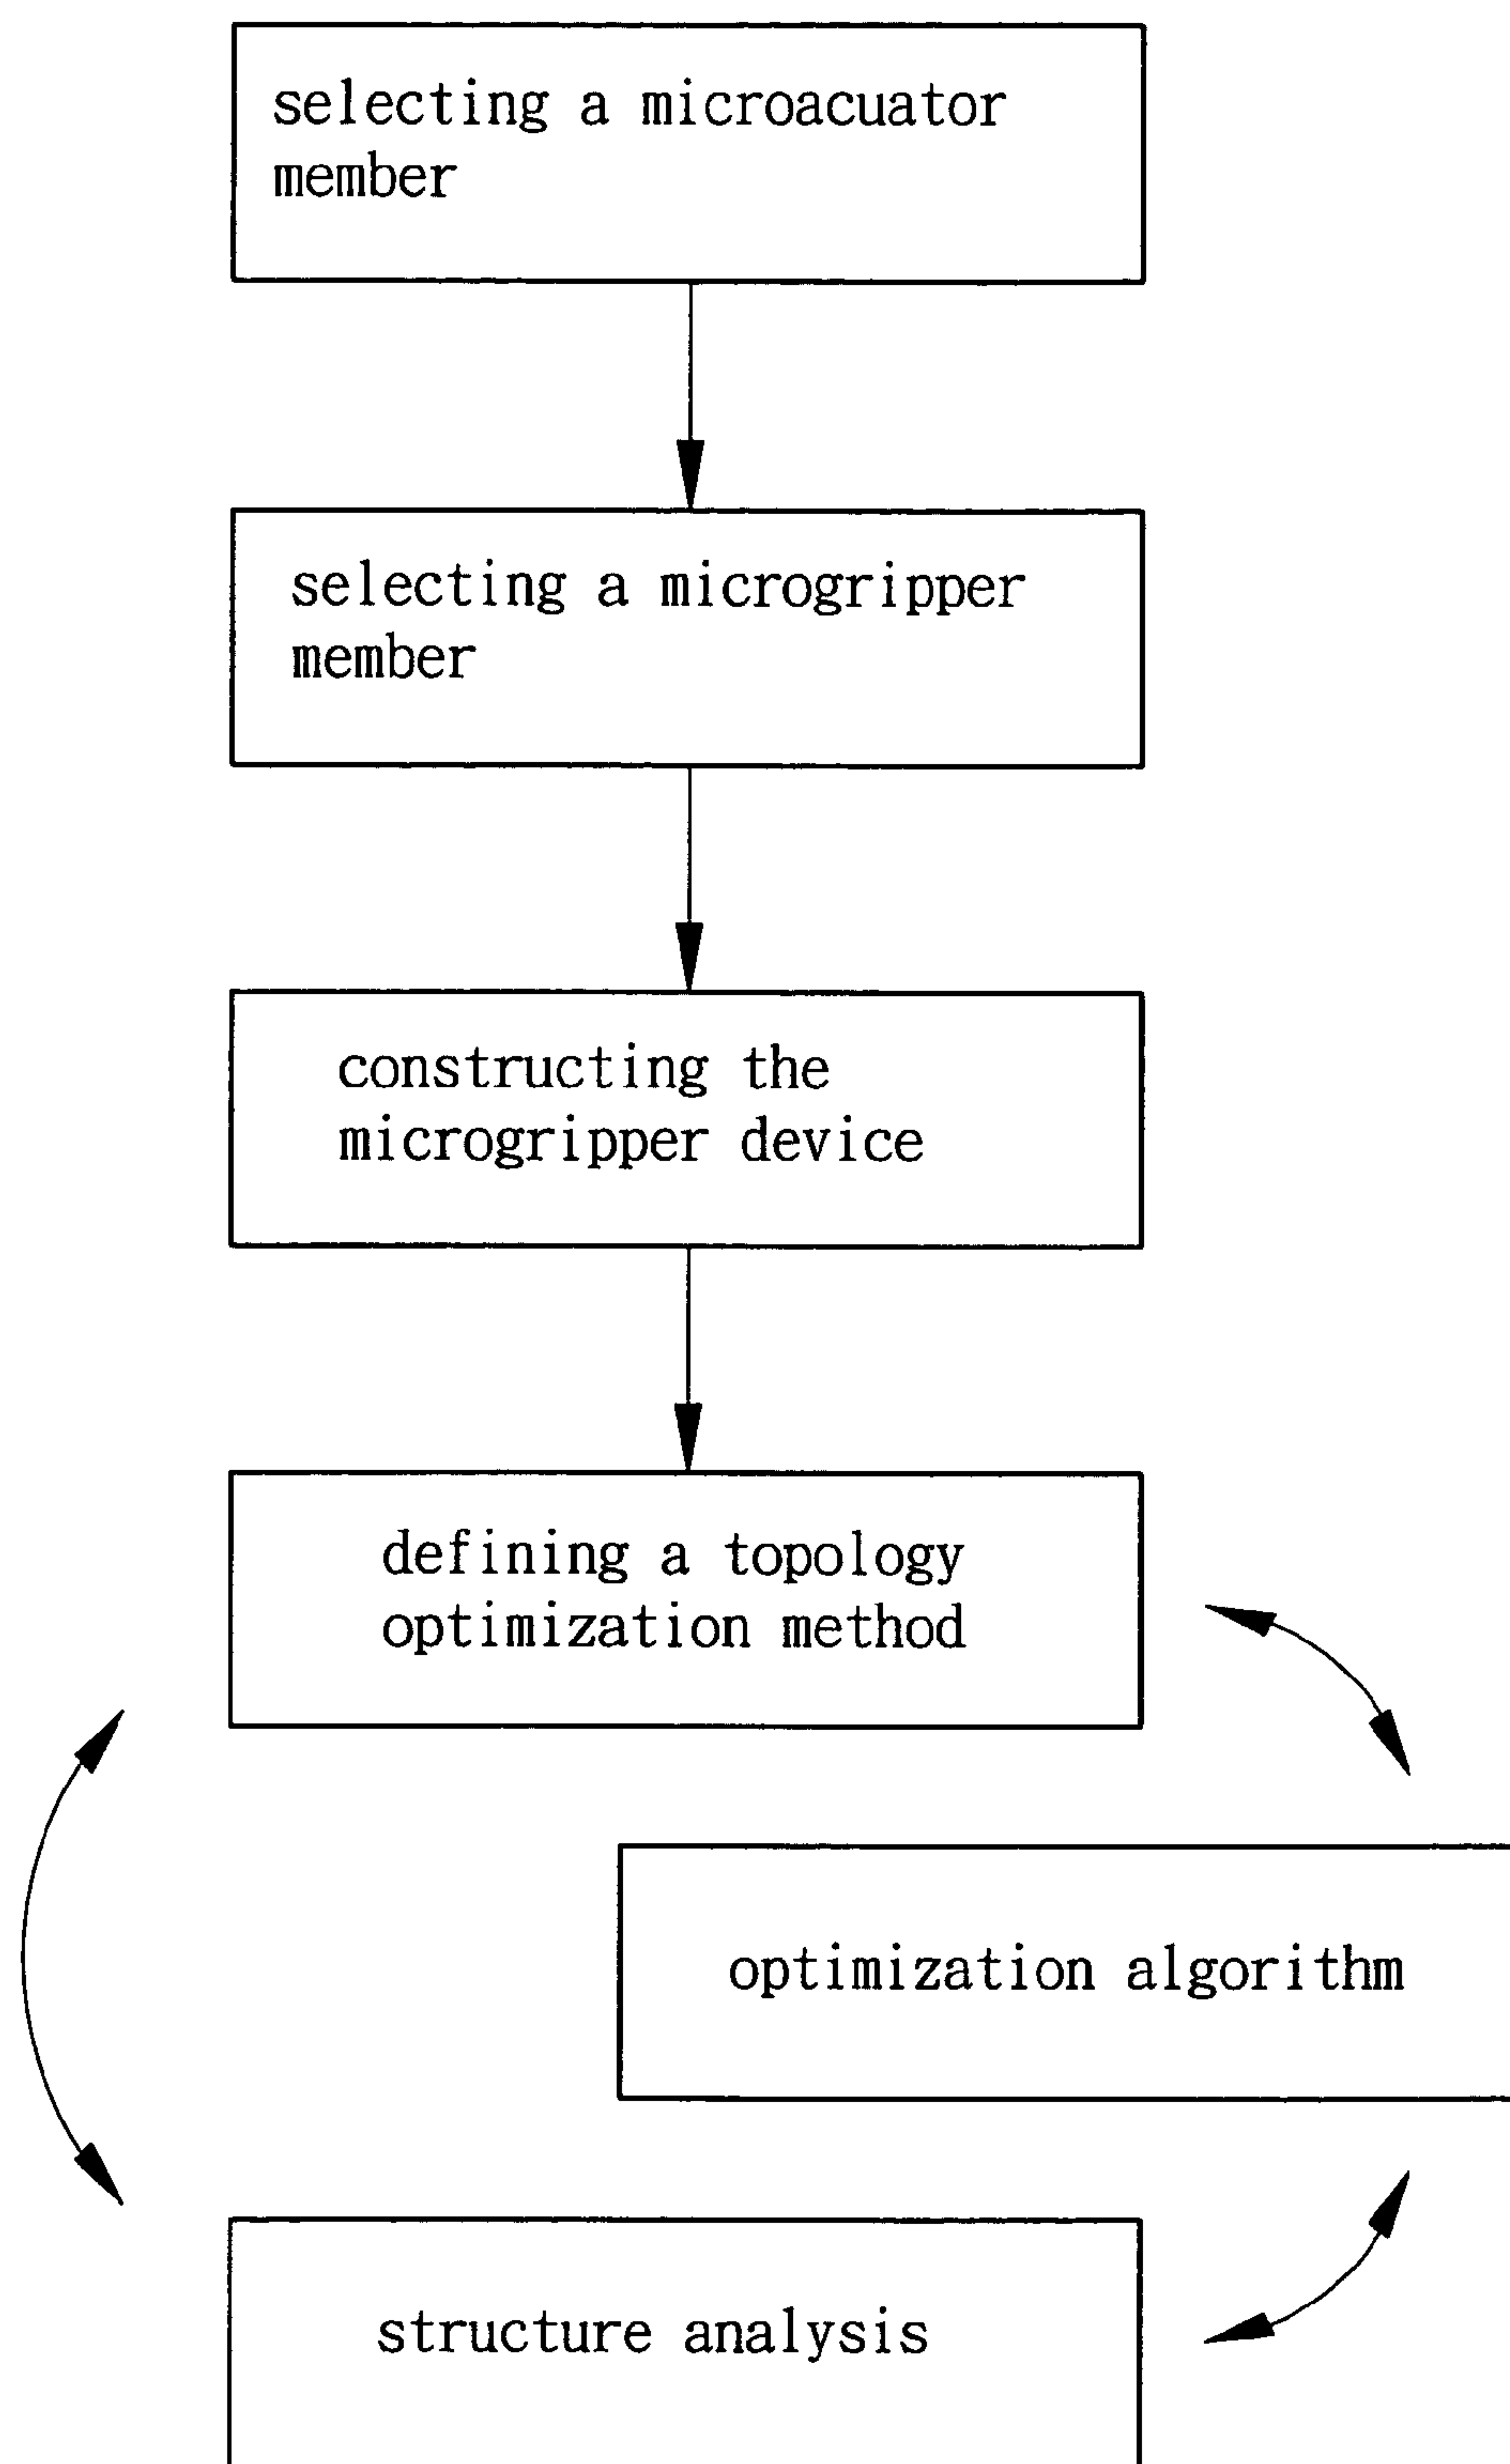 selecting a microacuator
member
selecting a microgripper
member
constructing the
microgripper device
defining a topology
optimization method
optimization algorithm
structure analysis